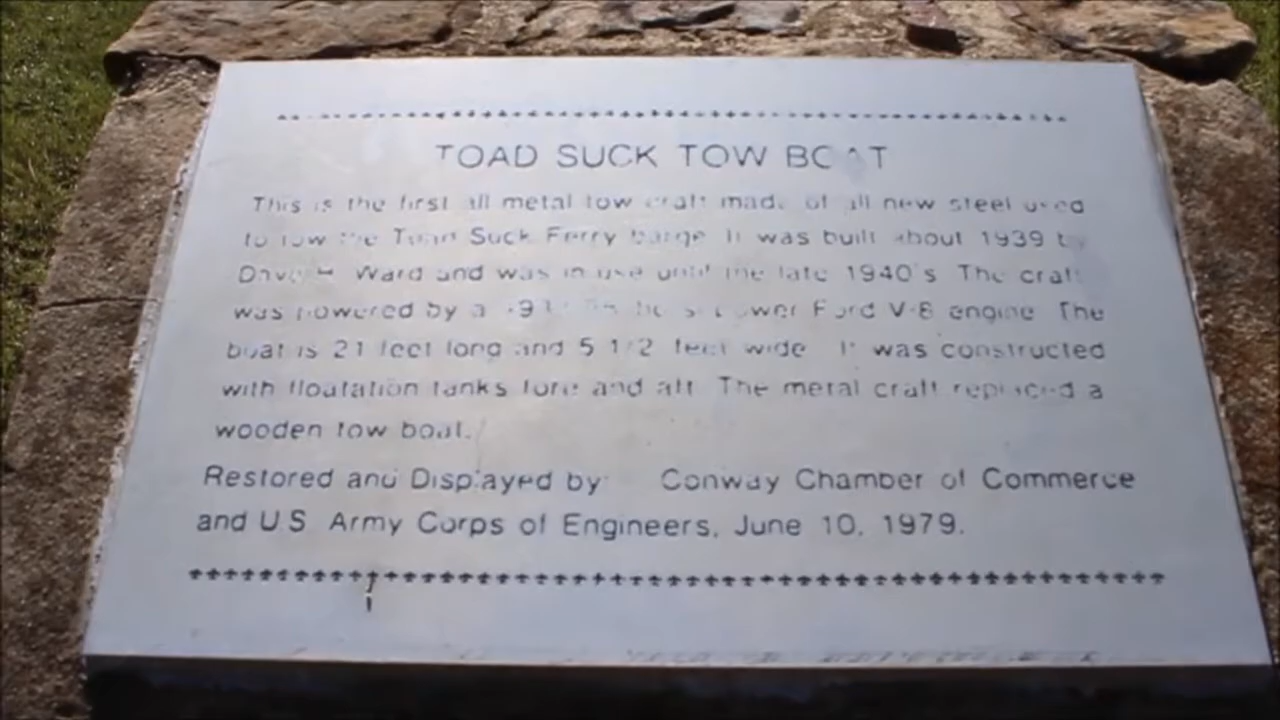 TOAD SUCK TOW BOAT
This is the first all metal tow craft made of all new steel used
to tow the Toad Suck Ferry barge. It was built about 1939 by
Dave H. Ward and was in use until the late 1940's. The craft
was powered by a horsepower Ford V-8 engine. The
boat is 21 feet long and 5 1/2 feet wide. It was constructed
with floatation tanks fore and aft. The metal craft replaced a
wooden tow boat.
Restored and Displayed by: Conway Chamber of Commerce
and U.S. Army Corps of Engineers, June 10, 1979.